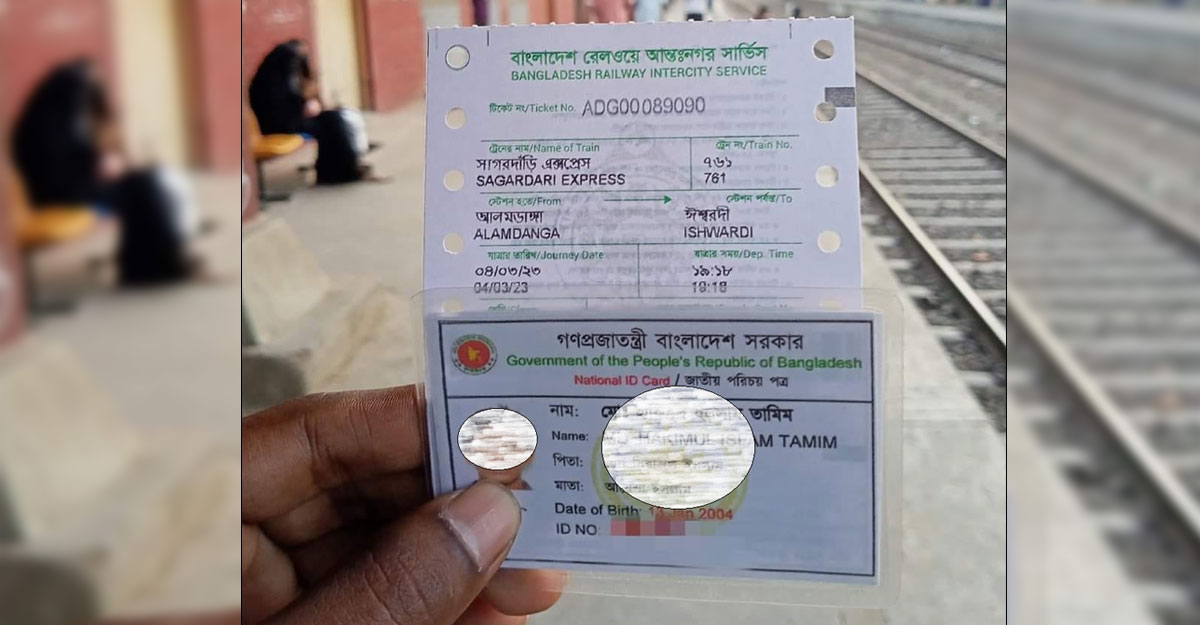 বাংলাদেশ রেলওয়ে আন্তঃনগর সার্ভিস
BANGLADESH RAILWAY INTERCITY SERVICE
টিকেট নং/Ticket No. ADG00089090
ট্রেনের নাম/Name of Train ট্রেন নং/Train No.
সাগরদাঁড়ি এক্সপ্রেস ৭৬১
SAGARDARI EXPRESS 761
স্টেশন হতে/From স্টেশন পর্যন্ত/To
আলমডাঙ্গা ঈশ্বরদী
ALAMDANGA ISHWARDI
যাত্রার তারিখ/Journey Date যাত্রার সময়/Dep. Time
০৪/০৩/২৩ ১৯:১৮
04/03/23 19:18
গণপ্রজাতন্ত্রী বাংলাদেশ সরকার
Government of the People's Republic of Bangladesh
National ID Card / জাতীয় পরিচয় পত্র
নাম: তামিম
Name: TAMIM
পিতা:
মাতা:
Date of Birth: 2004
ID NO: